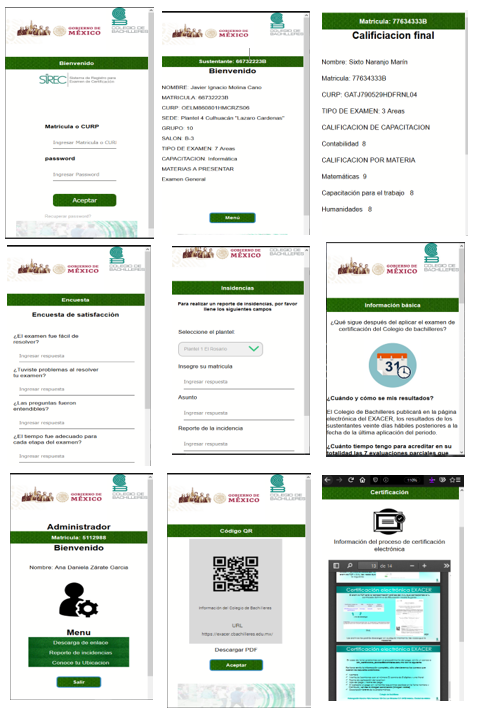 GOBIERNO DE
MÉXICO
COLEGIO DE
BACHILLERES
Bienvenido
SIREC
Sistema de Registro para
Examen de Certificación
Matrícula o CURP
Ingresar Matrícula o CURI
password
Ingresar Password
Aceptar
Recuperar password?
GOBIERNO DE
MÉXICO
COLEGIO DE
BACHILLERES
Sustentante: 66732223B
Bienvenido
NOMBRE: Javier Ignacio Molina Cano
MATRICULA: 66732223B
CURP: OELM860801HMCRZS06
SEDE: Plantel 4 Culhuacán "Lazaro Cardenas"
GRUPO: 10
SALON: B-3
TIPO DE EXAMEN: 7 Areas
CAPACITACION: Informática
MATERIAS A PRESENTAR:
Examen General
Menu
Matricula: 77634333B
Calificiacion final
Nombre: Sixto Naranjo Marín
Matricula: 77634333B
CURP: GATJ790529HDFRNL04
TIPO DE EXAMEN: 3 Areas
CALIFICACION DE CAPACITACION
Contabilidad 8
CALIFICACION POR MATERIA
Matemáticas 9
Capacitación para el trabajo 8
Humanidades 8
GOBIERNO DE
MÉXICO
COLEGIO DE
BACHILLERES
Encuesta
Encuesta de satisfacción
¿El examen fue fácil de
resolver?
Ingresar respuesta
¿Tuviste problemas al resolver
tu examen?
Ingresar respuesta
¿Las preguntas fueron
entendibles?
Ingresar respuesta
¿El tiempo fue adecuado para
cada etapa del examen?
Ingresar respuesta
GOBIERNO DE
MÉXICO
COLEGIO DE
BACHILLERES
Insidencias
Para realizar un reporte de insidencias, por favor
llene los siguientes campos
Seleccione el plantel:
Plantel 1 El Rosario
Insegre su matricula
Ingresar respuesta
Asunto
Ingresar respuesta
Reporte de la incidencia
Ingresar respuesta
GOBIERNO DE
MÉXICO
COLEGIO DE
BACHILLERES
Información básica
¿Qué sigue después del aplicar el examen de
certificación del Colegio de bachilleres?
31
¿Cuándo y cómo se mis resultados?
El Colegio de Bachilleres publicará en la página
electrónica del EXACER, los resultados de los
sustentantes veinte días hábiles posteriores a la
fecha de la última aplicación del periodo.
¿Cuánto tiempo tengo para acreditar en su
totalidad las 7 evaluaciones parciales que
GOBIERNO DE
MÉXICO
COLEGIO DE
BACHILLERES
Administrador
Matricula: 5112988
Bienvenido
Nombre: Ana Daniela Zárate Garcia
Menu
Descarga de enlace
Reporte de incidencias
Conoce tu Ubicacion
Salir
GOBIERNO DE
MÉXICO
COLEGIO DE
BACHILLERES
Código QR
Información del Colegio de Bachilleres
URL
https://exacer.cbachilleres.edu.mx/
Descargar PDF
Aceptar
Certificación
Información del proceso de certificación
electrónica
de 14
Certificación electrónica EXACER
Certificación electrónica EXACER